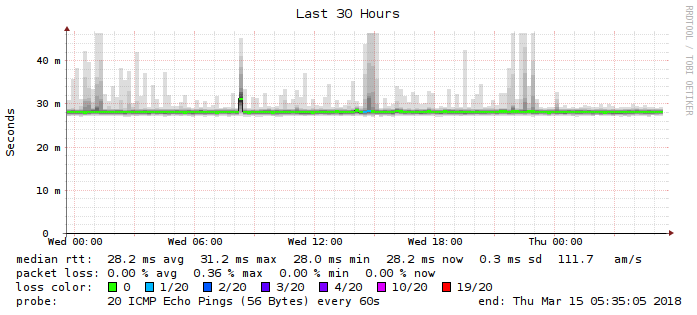 Last 30 Hours
RRDTOOL / TOBI OETIKER
Seconds
40 m
30 m
20 m
10 m
0
Wed 00:00 Wed 06:00 Wed 12:00 Wed 18:00 Thu 00:00
median rtt: 28.2 ms avg 31.2 ms max 28.0 ms min 28.2 ms now 0.3 ms sd 111.7 am/s
packet loss: 0.00 % avg 0.36 % max 0.00 % min 0.00 % now
loss color: 0 1/20 2/20 3/20 4/20 10/20 19/20
probe: 20 ICMP Echo Pings (56 Bytes) every 60s end: Thu Mar 15 05:35:05 2018